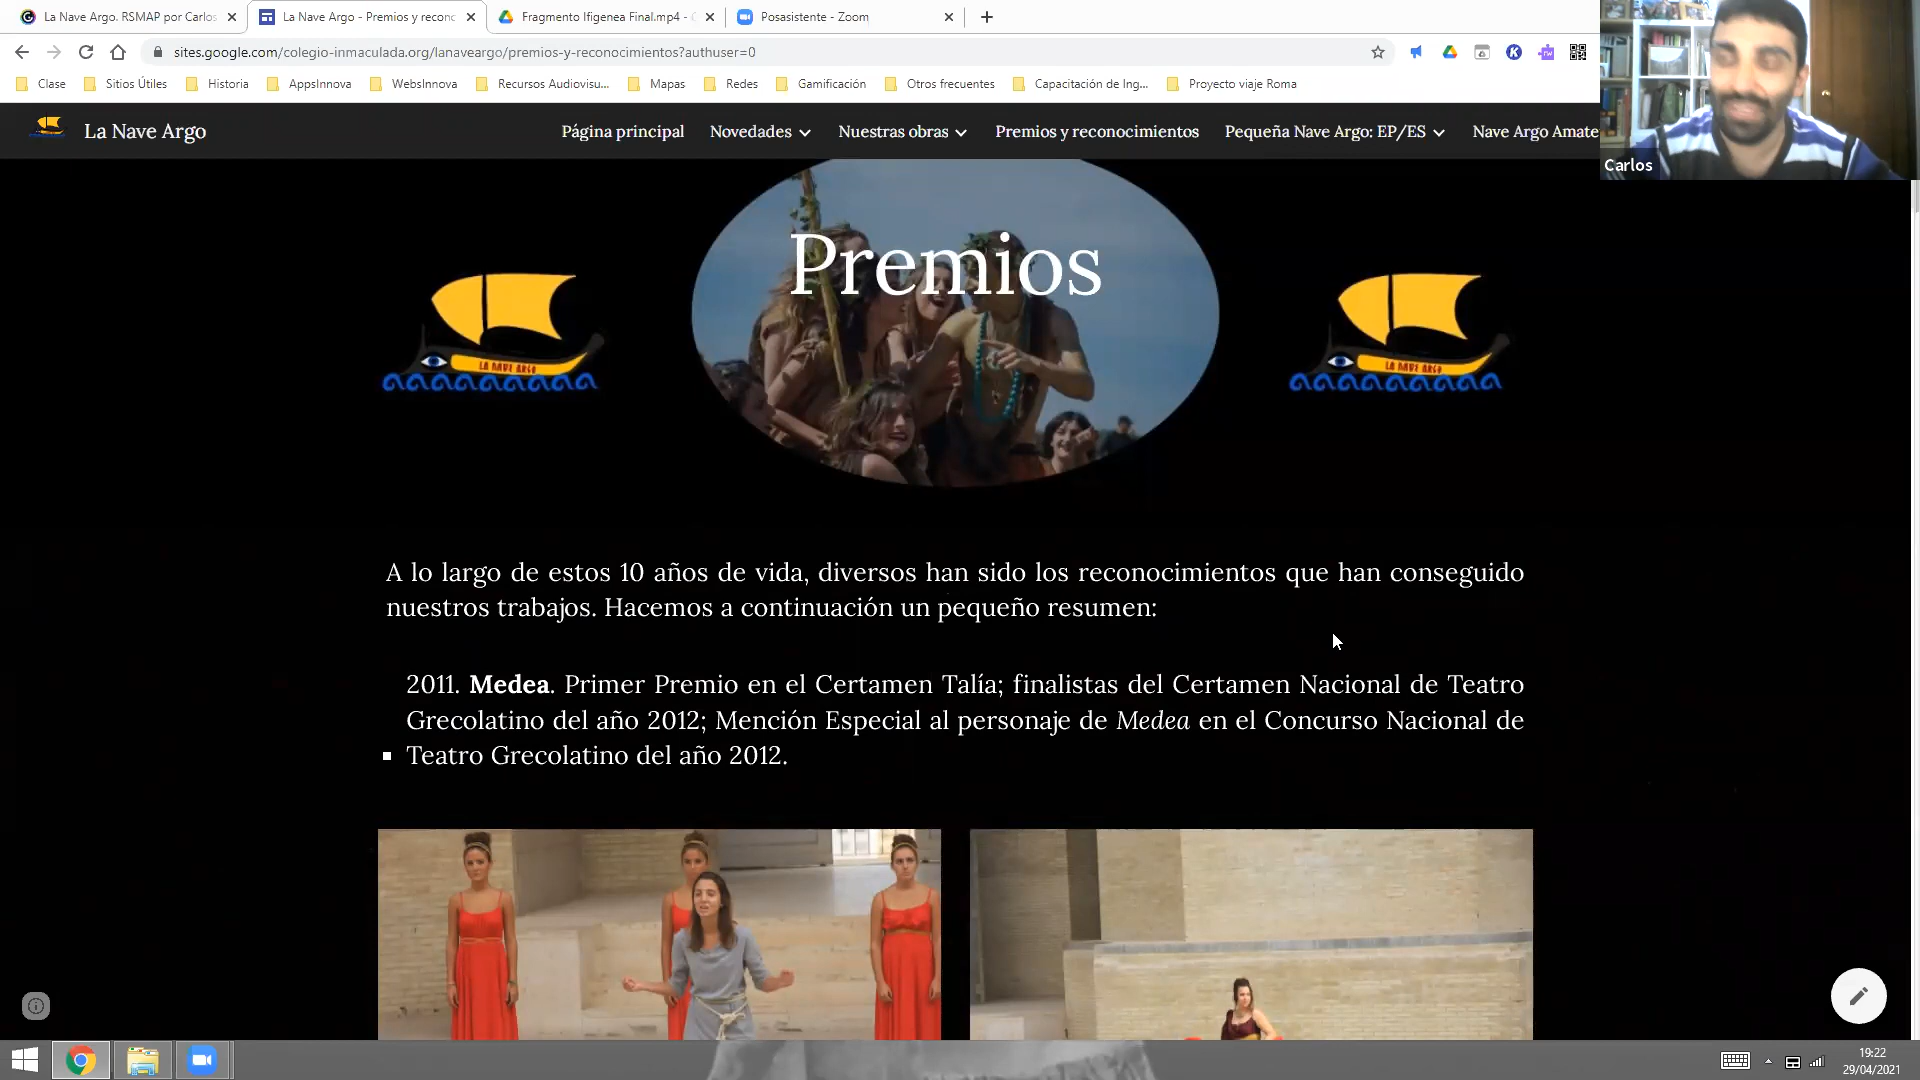 La Nave Argo. RSMAP por Carlos
La Nave Argo - Premios y reconc
Fragmento Ifigenea Final.mp4 -
Posasistente - Zoom
sites.google.com/colegio-inmaculada.org/lanaveargo/premios-y-reconocimientos?authuser=0
Clase Sitios Útiles Historia AppsInnova WebsInnova Recursos Audiovisu... Mapas Redes Gamificación Otros frecuentes Capacitación de Ing... Proyecto viaje Roma
La Nave Argo
Página principal Novedades Nuestras obras Premios y reconocimientos Pequeña Nave Argo: EP/ES Nave Argo Amate
Carlos
Premios
LA NAVE ARGO
LA NAVE ARGO
A lo largo de estos 10 años de vida, diversos han sido los reconocimientos que han conseguido
nuestros trabajos. Hacemos a continuación un pequeño resumen:
2011. Medea. Primer Premio en el Certamen Talía; finalistas del Certamen Nacional de Teatro
Grecolatino del año 2012; Mención Especial al personaje de Medea en el Concurso Nacional de
Teatro Grecolatino del año 2012.
19:22
29/04/2021